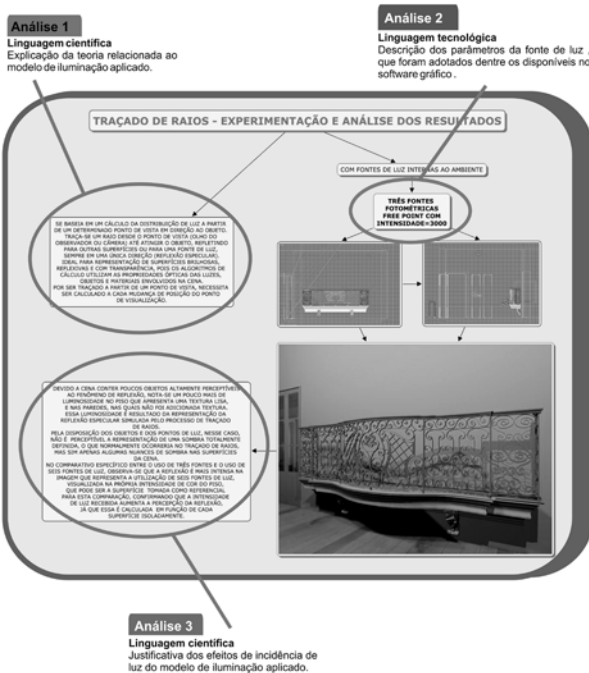 Análise 1
Linguagem científica
Explicação da teoria relacionada ao
modelo de iluminação aplicado.
Análise 2
Linguagem tecnológica
Descrição dos parâmetros da fonte de luz ,
que foram adotados dentre os disponíveis no
software gráfico .
TRAÇADO DE RAIOS - EXPERIMENTAÇÃO E ANÁLISE DOS RESULTADOS
COM FONTES DE LUZ INTERNAS AO AMBIENTE
TRÊS FONTES
FOTOMÉTRICAS
FREE POINT COM
INTENSIDADE=3000
SE BASEIA EM UM CÁLCULO DA DISTRIBUIÇÃO DE LUZ A PARTIR
DE UM DETERMINADO PONTO DE VISTA EM DIREÇÃO AO OBJETO.
TRAÇA-SE UM RAIO DESDE O PONTO DE VISTA (OLHO DO
OBSERVADOR OU CÂMERA) ATÉ ATINGIR O OBJETO, REFLETINDO
PARA OUTRAS SUPERFÍCIES OU PARA UMA FONTE DE LUZ,
SEMPRE EM UMA ÚNICA DIREÇÃO (REFLEXÃO ESPECULAR).
IDEAL PARA REPRESENTAÇÃO DE SUPERFÍCIES BRILHOSAS,
REFLEXIVAS E COM TRANSPARÊNCIA, POIS OS ALGORITMOS DE
CÁLCULO UTILIZAM AS PROPRIEDADES ÓPTICAS DAS LUZES,
OBJETOS E MATERIAIS ENVOLVIDOS NA CENA.
POR SER TRAÇADO A PARTIR DE UM PONTO DE VISTA, NECESSITA
SER CALCULADO A CADA MUDANÇA DE POSIÇÃO DO PONTO
DE VISUALIZAÇÃO.
DEVIDO A CENA CONTER POUCOS OBJETOS ALTAMENTE PERCEPTÍVEIS
AO FENÔMENO DE REFLEXÃO, NOTA-SE UM POUCO MAIS DE
LUMINOSIDADE NO PISO QUE APRESENTA UMA TEXTURA LISA,
E NAS PAREDES, NAS QUAIS NÃO FOI ADICIONADA TEXTURA.
ESSA LUMINOSIDADE É RESULTADO DA REPRESENTAÇÃO DA
REFLEXÃO ESPECULAR SIMULADA PELO PROCESSO DE TRAÇADO
DE RAIOS.
PELA DISPOSIÇÃO DOS OBJETOS E DOS PONTOS DE LUZ, NESSE CASO,
NÃO É PERCEPTÍVEL A REPRESENTAÇÃO DE UMA SOMBRA TOTALMENTE
DEFINIDA, O QUE NORMALMENTE OCORRERIA NO TRAÇADO DE RAIOS,
MAS SIM APENAS ALGUMAS NUANCES DE SOMBRA NAS SUPERFÍCIES
DA CENA.
NO COMPARATIVO ESPECÍFICO ENTRE O USO DE TRÊS FONTES E O USO DE
SEIS FONTES DE LUZ, OBSERVA-SE QUE A REFLEXÃO É MAIS INTENSA NA
IMAGEM QUE REPRESENTA A UTILIZAÇÃO DE SEIS FONTES DE LUZ,
VISUALIZADA NA PRÓPRIA INTENSIDADE DE COR DO PISO,
QUE PODE SER A SUPERFÍCIE TOMADA COMO REFERENCIAL
PARA ESTA COMPARAÇÃO, CONFIRMANDO QUE A INTENSIDADE
DE LUZ RECEBIDA AUMENTA A PERCEPÇÃO DA REFLEXÃO,
JÁ QUE ESSA É CALCULADA EM FUNÇÃO DE CADA
SUPERFÍCIE ISOLADAMENTE.
Análise 3
Linguagem científica
Justificativa dos efeitos de incidência de
luz do modelo de iluminação aplicado.